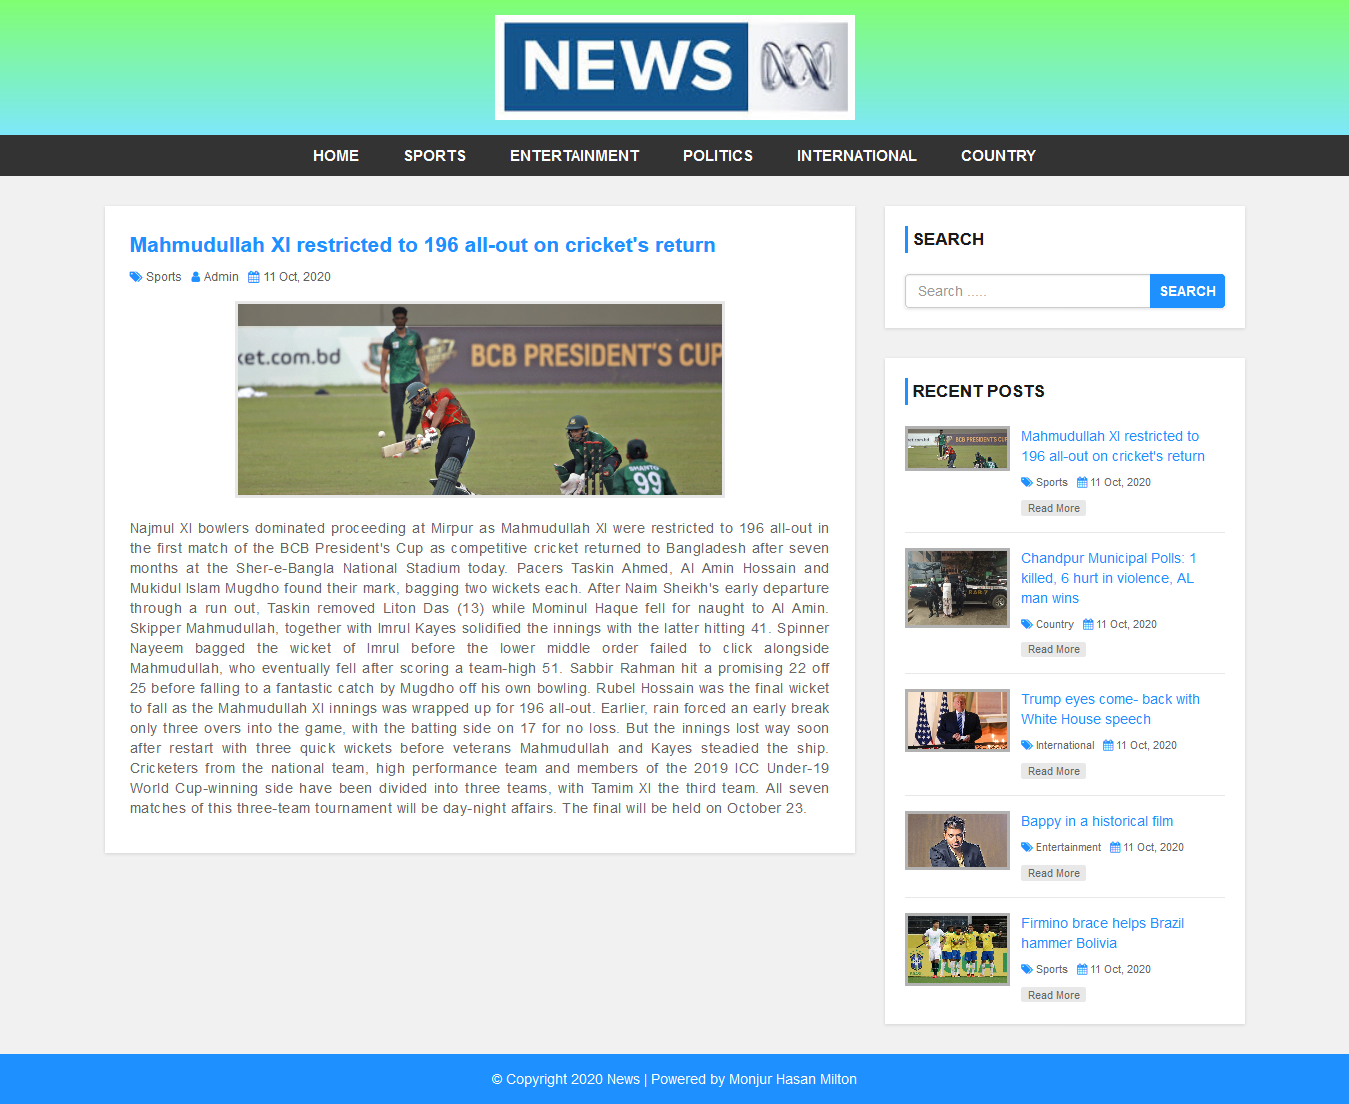 NEWS
HOME SPORTS ENTERTAINMENT POLITICS INTERNATIONAL COUNTRY
Mahmudullah XI restricted to 196 all-out on cricket's return
Sports Admin 11 Oct, 2020
ket.com.bd BCB PRESIDENT'S CUP
SHANTO
99
Najmul XI bowlers dominated proceeding at Mirpur as Mahmudullah XI were restricted to 196 all-out in
the first match of the BCB President's Cup as competitive cricket returned to Bangladesh after seven
months at the Sher-e-Bangla National Stadium today. Pacers Taskin Ahmed, Al Amin Hossain and
Mukidul Islam Mugdho found their mark, bagging two wickets each. After Naim Sheikh's early departure
through a run out, Taskin removed Liton Das (13) while Mominul Haque fell for naught to Al Amin.
Skipper Mahmudullah, together with Imrul Kayes solidified the innings with the latter hitting 41. Spinner
Nayeem bagged the wicket of Imrul before the lower middle order failed to click alongside
Mahmudullah, who eventually fell after scoring a team-high 51. Sabbir Rahman hit a promising 22 off
25 before falling to a fantastic catch by Mugdho off his own bowling. Rubel Hossain was the final wicket
to fall as the Mahmudullah XI innings was wrapped up for 196 all-out. Earlier, rain forced an early break
only three overs into the game, with the batting side on 17 for no loss. But the innings lost way soon
after restart with three quick wickets before veterans Mahmudullah and Kayes steadied the ship.
Cricketers from the national team, high performance team and members of the 2019 ICC Under-19
World Cup-winning side have been divided into three teams, with Tamim XI the third team. All seven
matches of this three-team tournament will be day-night affairs. The final will be held on October 23.
SEARCH
Search ..... SEARCH
RECENT POSTS
Mahmudullah XI restricted to
196 all-out on cricket's return
Sports 11 Oct, 2020
Read More
Chandpur Municipal Polls: 1
killed, 6 hurt in violence, AL
man wins
Country 11 Oct, 2020
Read More
Trump eyes come- back with
White House speech
International 11 Oct, 2020
Read More
Bappy in a historical film
Entertainment 11 Oct, 2020
Read More
Firmino brace helps Brazil
hammer Bolivia
Sports 11 Oct, 2020
Read More
© Copyright 2020 News | Powered by Monjur Hasan Milton